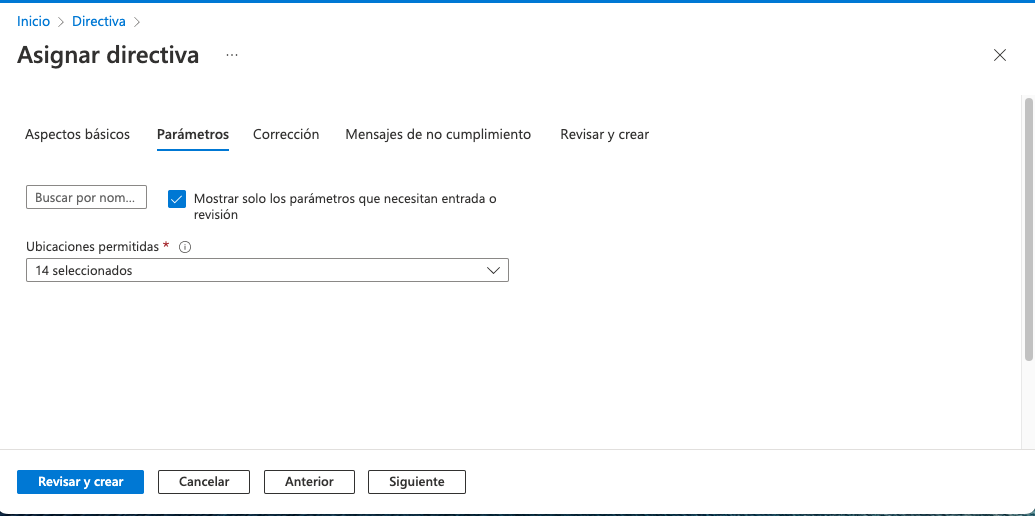 Inicio > Directiva >
Asignar directiva ...
Aspectos básicos Parámetros Corrección Mensajes de no cumplimiento Revisar y crear
Buscar por nom... Mostrar solo los parámetros que necesitan entrada o
revisión
Ubicaciones permitidas *
14 seleccionados
Revisar y crear Cancelar Anterior Siguiente